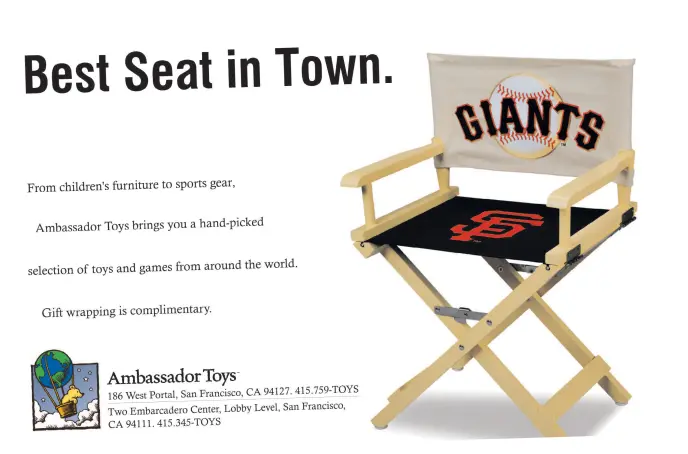 Best Seat in Town.
GIANTS
SF
From children's furniture to sports gear,
Ambassador Toys brings you a hand-picked
selection of toys and games from around the world.
Gift wrapping is complimentary.
Ambassador Toys
186 West Portal, San Francisco, CA 94127. 415.759-TOYS
Two Embarcadero Center, Lobby Level, San Francisco,
CA 94111. 415.345-TOYS